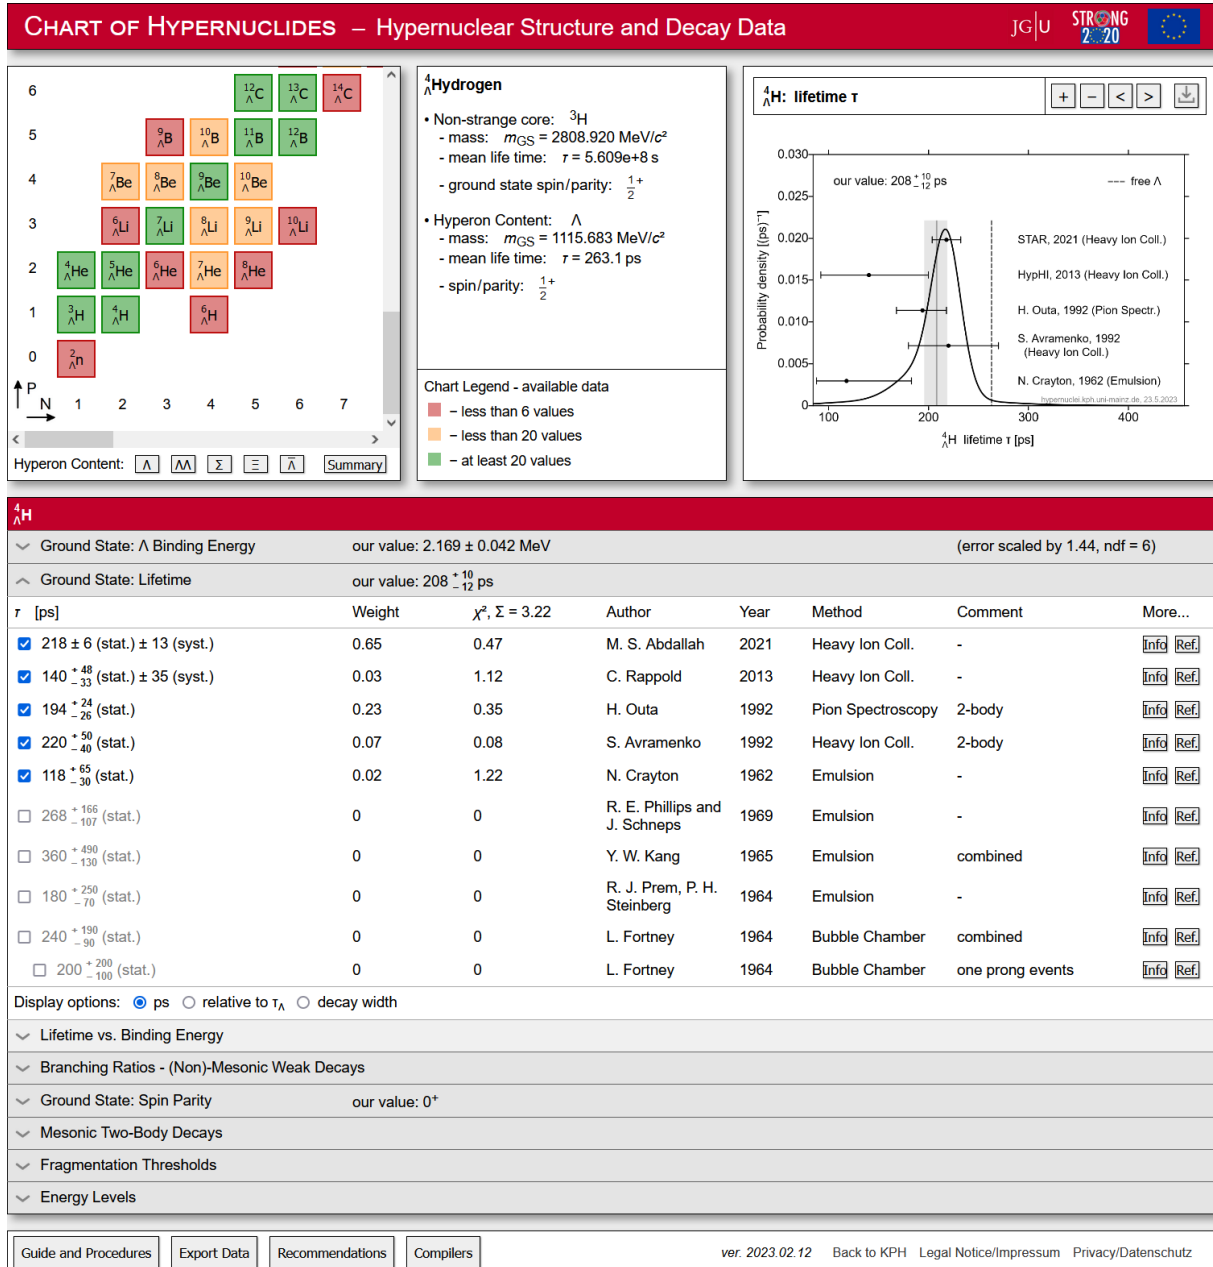 CHART OF HYPERNUCLIDES – Hypernuclear Structure and Decay Data
JG|U
STRONG
2020
6
12ΛC 13ΛC 14ΛC
5
9ΛB 10ΛB 11ΛB 12ΛB
4
7ΛBe 8ΛBe 9ΛBe 10ΛBe
3
6ΛLi 7ΛLi 8ΛLi 9ΛLi 10ΛLi
2
4ΛHe 5ΛHe 6ΛHe 7ΛHe 8ΛHe
1
3ΛH 4ΛH 6ΛH
0
2Λn
P
N 1 2 3 4 5 6 7
Hyperon Content: Λ ΛΛ Σ Ξ Λ̅ Summary
4ΛHydrogen
• Non-strange core: ³H
- mass: mGS = 2808.920 MeV/c²
- mean life time: τ = 5.609e+8 s
- ground state spin/parity: 1/2 +
• Hyperon Content: Λ
- mass: mGS = 1115.683 MeV/c²
- mean life time: τ = 263.1 ps
- spin/parity: 1/2 +
Chart Legend - available data
– less than 6 values
– less than 20 values
– at least 20 values
4ΛH: lifetime τ
+ − < >
0.030
our value: 208 + 10 − 12 ps
--- free Λ
0.025
0.020
STAR, 2021 (Heavy Ion Coll.)
0.015
HypHI, 2013 (Heavy Ion Coll.)
0.010
H. Outa, 1992 (Pion Spectr.)
S. Avramenko, 1992
(Heavy Ion Coll.)
0.005
N. Crayton, 1962 (Emulsion)
0
hypernuclei.kph.uni-mainz.de, 23.5.2023
Probability density [(ps)⁻¹]
100 200 300 400
4ΛH lifetime τ [ps]
4ΛH
Ground State: Λ Binding Energy our value: 2.169 ± 0.042 MeV (error scaled by 1.44, ndf = 6)
Ground State: Lifetime our value: 208 + 10 − 12 ps
τ [ps] Weight χ², Σ = 3.22 Author Year Method Comment More...
218 ± 6 (stat.) ± 13 (syst.) 0.65 0.47 M. S. Abdallah 2021 Heavy Ion Coll. - Info Ref.
140 + 48 − 33 (stat.) ± 35 (syst.) 0.03 1.12 C. Rappold 2013 Heavy Ion Coll. - Info Ref.
194 + 24 − 26 (stat.) 0.23 0.35 H. Outa 1992 Pion Spectroscopy 2-body Info Ref.
220 + 50 − 40 (stat.) 0.07 0.08 S. Avramenko 1992 Heavy Ion Coll. 2-body Info Ref.
118 + 65 − 30 (stat.) 0.02 1.22 N. Crayton 1962 Emulsion - Info Ref.
268 + 166 − 107 (stat.) 0 0 R. E. Phillips and J. Schneps 1969 Emulsion - Info Ref.
360 + 490 − 130 (stat.) 0 0 Y. W. Kang 1965 Emulsion combined Info Ref.
180 + 250 − 70 (stat.) 0 0 R. J. Prem, P. H. Steinberg 1964 Emulsion - Info Ref.
240 + 190 − 90 (stat.) 0 0 L. Fortney 1964 Bubble Chamber combined Info Ref.
200 + 200 − 100 (stat.) 0 0 L. Fortney 1964 Bubble Chamber one prong events Info Ref.
Display options: ps relative to τΛ decay width
Lifetime vs. Binding Energy
Branching Ratios - (Non)-Mesonic Weak Decays
Ground State: Spin Parity our value: 0⁺
Mesonic Two-Body Decays
Fragmentation Thresholds
Energy Levels
Guide and Procedures Export Data Recommendations Compilers ver. 2023.02.12 Back to KPH Legal Notice/Impressum Privacy/Datenschutz